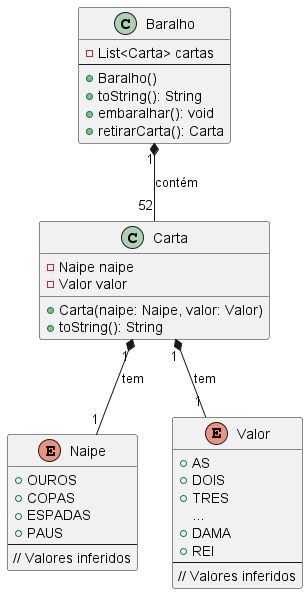 C Baralho
List<Carta> cartas
Baralho()
toString(): String
embaralhar(): void
retirarCarta(): Carta
1
contém
52
C Carta
Naipe naipe
Valor valor
Carta(naipe: Naipe, valor: Valor)
toString(): String
1 1
tem tem
1 1
E Naipe
OUROS
COPAS
ESPADAS
PAUS
// Valores inferidos
E Valor
AS
DOIS
TRES
...
DAMA
REI
// Valores inferidos